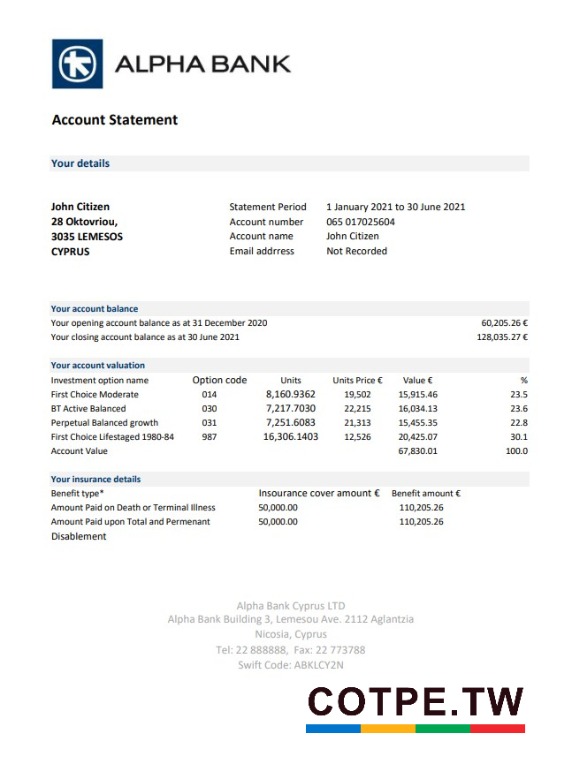 ALPHA BANK
Account Statement
Your details
John Citizen
28 Oktovriou,
3035 LEMESOS
CYPRUS
Statement Period 1 January 2021 to 30 June 2021
Account number 065 017025604
Account name John Citizen
Email adrress Not Recorded
Your account balance
Your opening account balance as at 31 December 2020 60,205.26 €
Your closing account balance as at 30 June 2021 128,035.27 €
Your account valuation
Investment option name Option code Units Units Price € Value € %
First Choice Moderate 014 8,160.9362 19,502 15,915.46 23.5
BT Active Balanced 030 7,217.7030 22,215 16,034.13 23.6
Perpetual Balanced growth 031 7,251.6083 21,313 15,455.35 22.8
First Choice Lifestaged 1980-84 987 16,306.1403 12,526 20,425.07 30.1
Account Value 67,830.01 100.0
Your insurance details
Benefit type* Insourance cover amount € Benefit amount €
Amount Paid on Death or Terminal Illness 50,000.00 110,205.26
Amount Paid upon Total and Permenant 50,000.00 110,205.26
Disablement
Alpha Bank Cyprus LTD
Alpha Bank Building 3, Lemesou Ave. 2112 Aglantzia
Nicosia, Cyprus
Tel: 22 888888, Fax: 22 773788
Swift Code: ABKLCY2N
COTPE.TW